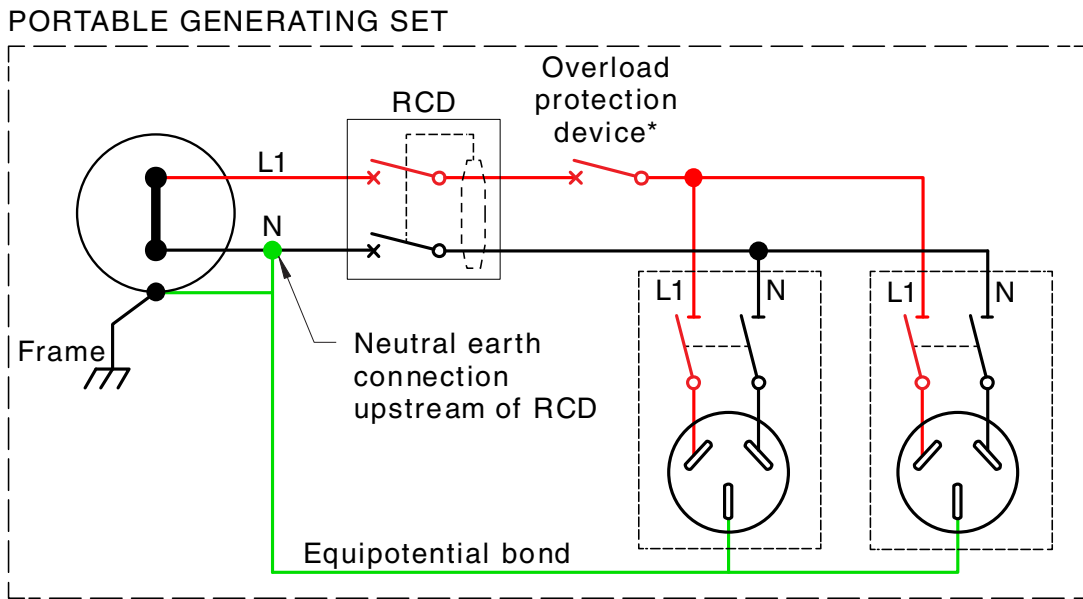 PORTABLE GENERATING SET
Overload
protection
device*
RCD
L1
N
L1
N
L1
N
Frame
Neutral earth
connection
upstream of RCD
Equipotential bond